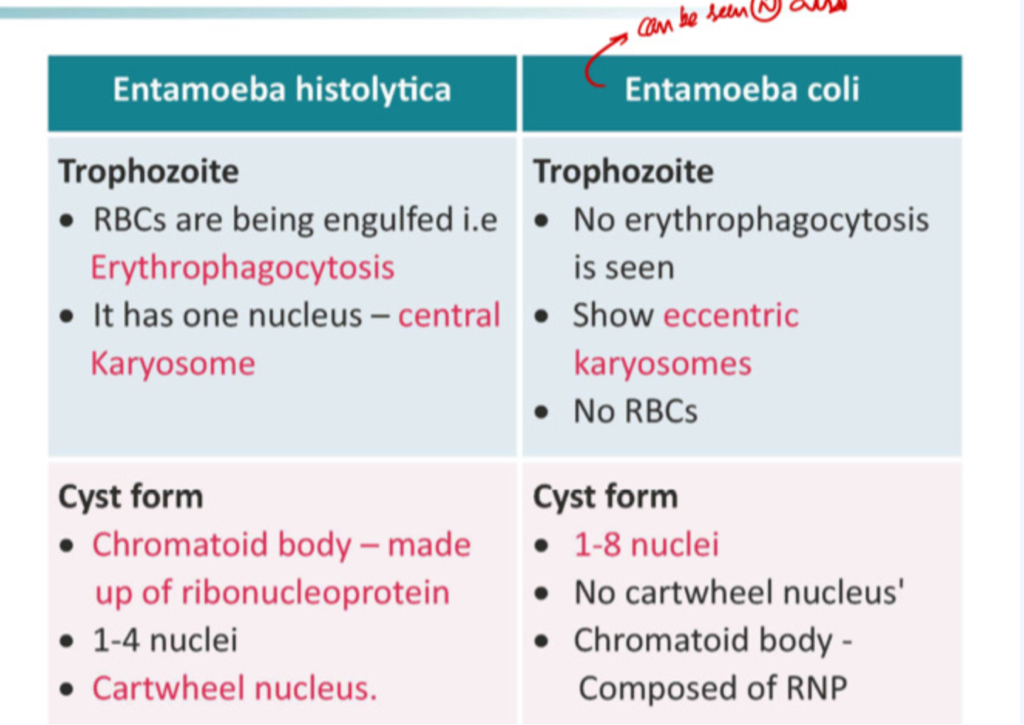 can be seen (N) also
Entamoeba histolytica
Entamoeba coli
Trophozoite
• RBCs are being engulfed i.e
Erythrophagocytosis
• It has one nucleus – central
Karyosome
Trophozoite
• No erythrophagocytosis
is seen
• Show eccentric
karyosomes
• No RBCs
Cyst form
• Chromatoid body – made
up of ribonucleoprotein
• 1-4 nuclei
• Cartwheel nucleus.
Cyst form
• 1-8 nuclei
• No cartwheel nucleus'
• Chromatoid body -
Composed of RNP